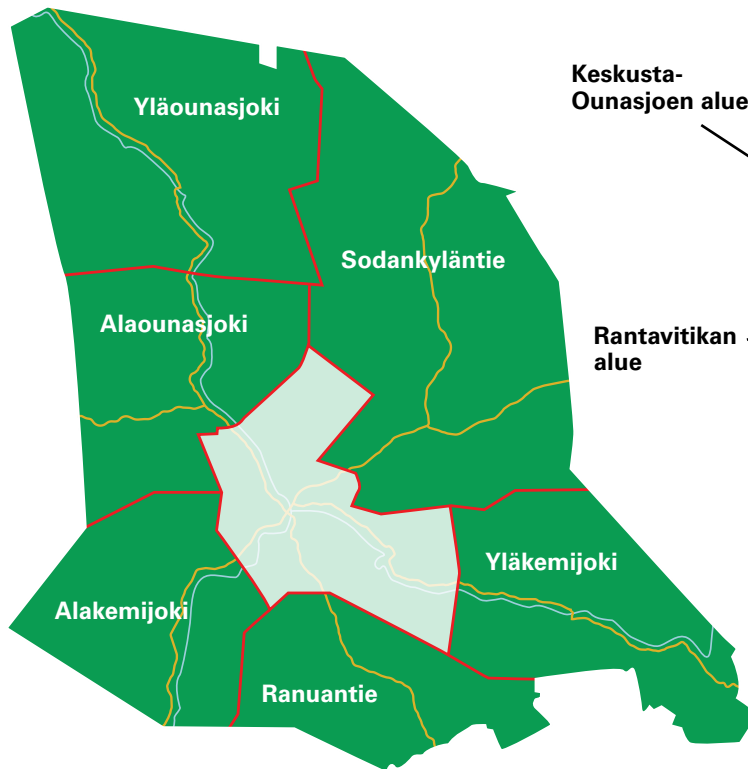 Keskusta-
Ounasjoen alue
Yläounasjoki
Sodankyläntie
Alaounasjoki
Rantavitikan
alue
Yläkemijoki
Alakemijoki
Ranuantie